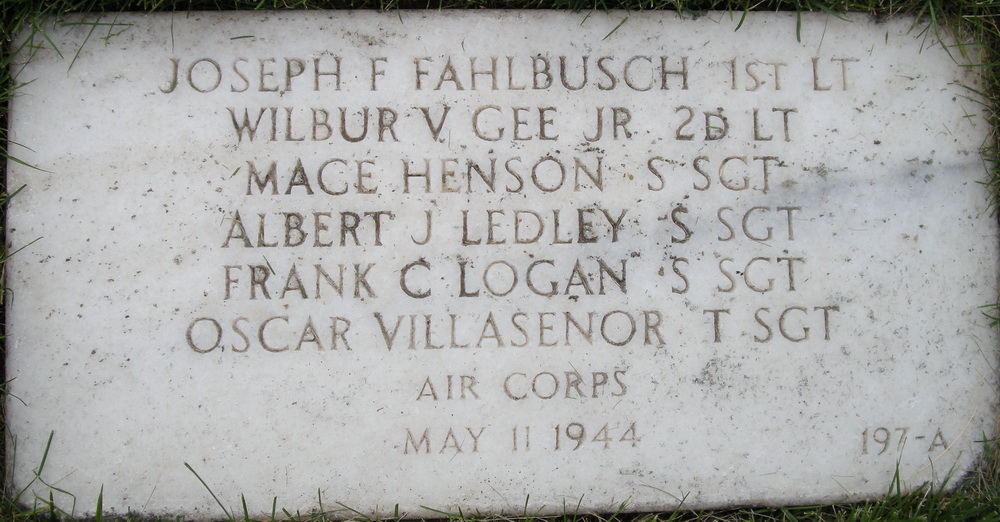 JOSEPH F FAHLBUSCH 1ST LT
WILBUR V GEE JR 2D LT
MACE HENSON S SGT
ALBERT J LEDLEY S SGT
FRANK C LOGAN S SGT
OSCAR VILLASENOR T SGT
AIR CORPS
MAY 11 1944 197-A